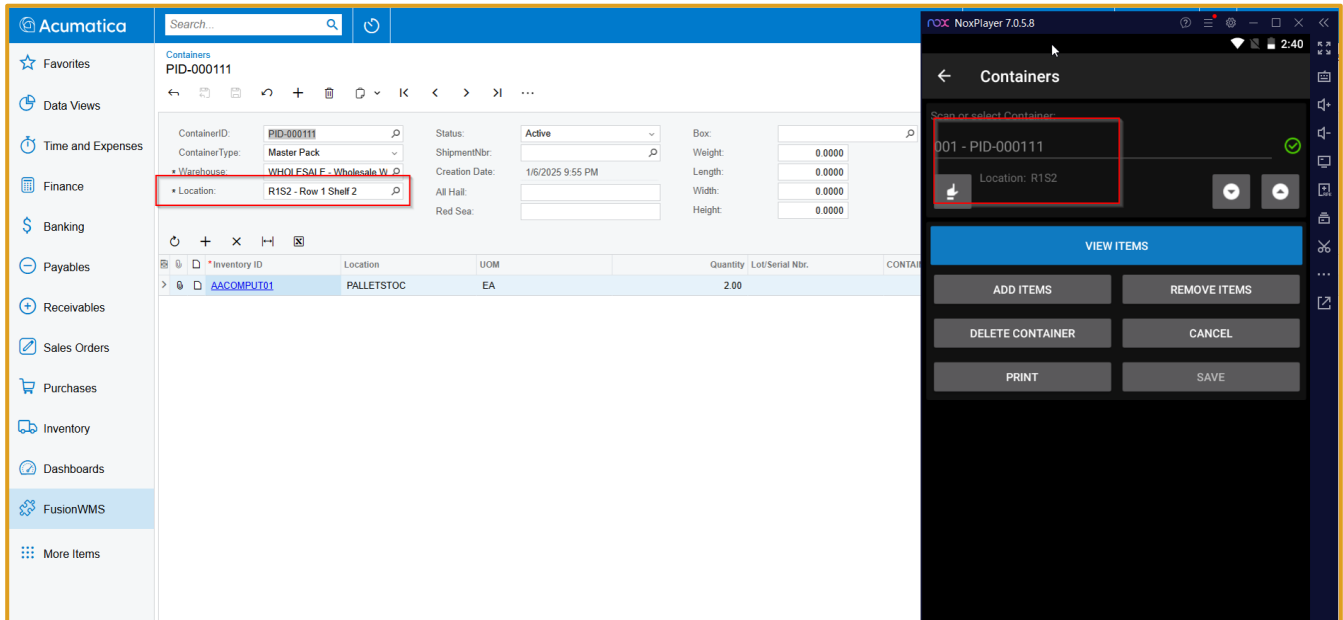 Acumatica
Search...
Favorites
Data Views
Time and Expenses
Finance
Banking
Payables
Receivables
Sales Orders
Purchases
Inventory
Dashboards
FusionWMS
More Items
Containers
PID-000111
ContainerID: PID-000111 Status: Active Box:
ContainerType: Master Pack ShipmentNbr: Weight: 0.0000
* Warehouse: WHOLESALE - Wholesale W Creation Date: 1/6/2025 9:55 PM Length: 0.0000
* Location: R1S2 - Row 1 Shelf 2 All Hail: Width: 0.0000
Red Sea: Height: 0.0000
* Inventory ID Location UOM Quantity Lot/Serial Nbr. CONTAI
AACOMPUT01 PALLETSTOC EA 2.00
nox NoxPlayer 7.0.5.8
2:40
Containers
Scan or select Container:
001 - PID-000111
Location: R1S2
VIEW ITEMS
ADD ITEMS REMOVE ITEMS
DELETE CONTAINER CANCEL
PRINT SAVE